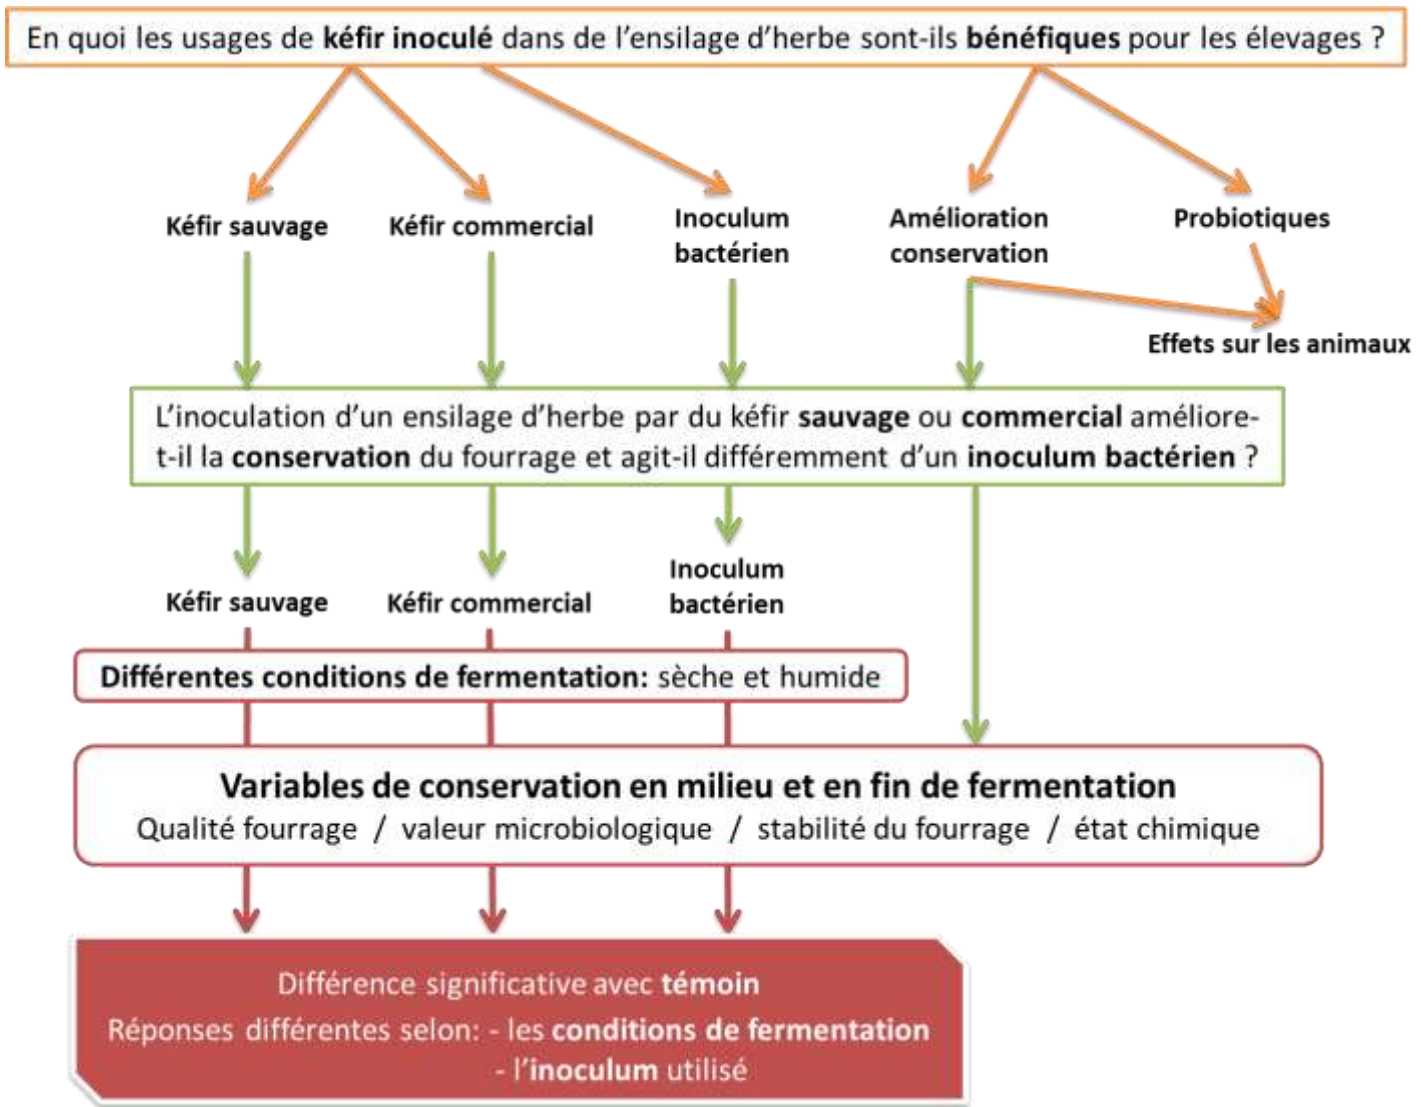 En quoi les usages de kéfir inoculé dans de l’ensilage d’herbe sont-ils bénéfiques pour les élevages ?
Kéfir sauvage
Kéfir commercial
Inoculum
bactérien
Amélioration
conservation
Probiotiques
Effets sur les animaux
L’inoculation d’un ensilage d’herbe par du kéfir sauvage ou commercial améliore-
t-il la conservation du fourrage et agit-il différemment d’un inoculum bactérien ?
Kéfir sauvage
Kéfir commercial
Inoculum
bactérien
Différentes conditions de fermentation: sèche et humide
Variables de conservation en milieu et en fin de fermentation
Qualité fourrage / valeur microbiologique / stabilité du fourrage / état chimique
Différence significative avec témoin
Réponses différentes selon: - les conditions de fermentation
- l’inoculum utilisé